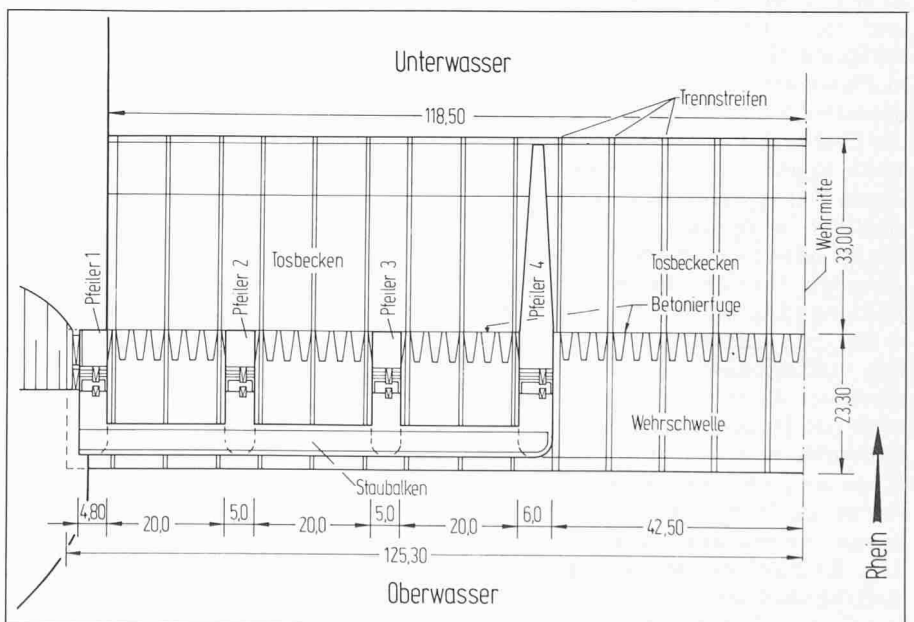 Unterwasser
Trennstreifen
118,50
Wehrmitte
33,00
Pfeiler 1
Tosbecken
Pfeiler 2
Pfeiler 3
Pfeiler 4
Tosbeckecken
Betonierfuge
23,30
Wehrschwelle
Staubalken
4,80
20,0
5,0
20,0
5,0
20,0
6,0
42,50
125,30
Rhein
Oberwasser